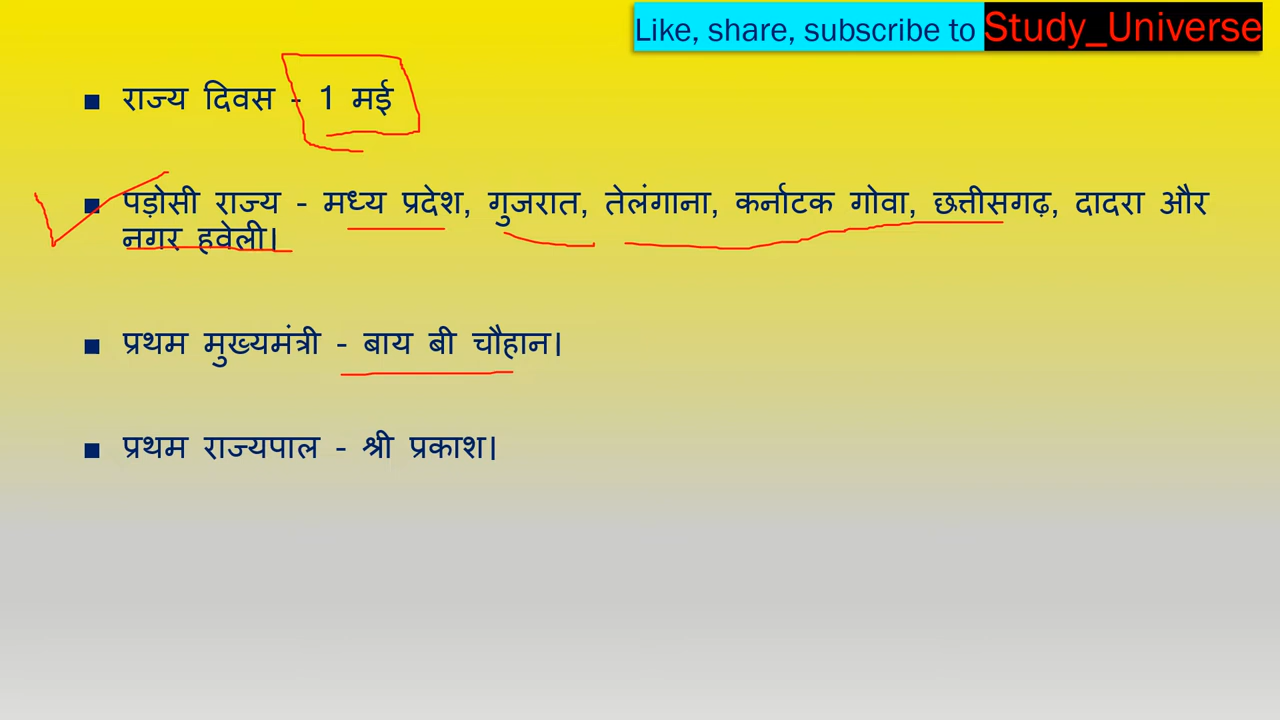 Like, share, subscribe to Study_Universe
■ राज्य दिवस - 1 मई
■ पड़ोसी राज्य - मध्य प्रदेश, गुजरात, तेलंगाना, कर्नाटक गोवा, छत्तीसगढ़, दादरा और
नगर हवेली।
■ प्रथम मुख्यमंत्री - बाय बी चौहान।
■ प्रथम राज्यपाल - श्री प्रकाश।